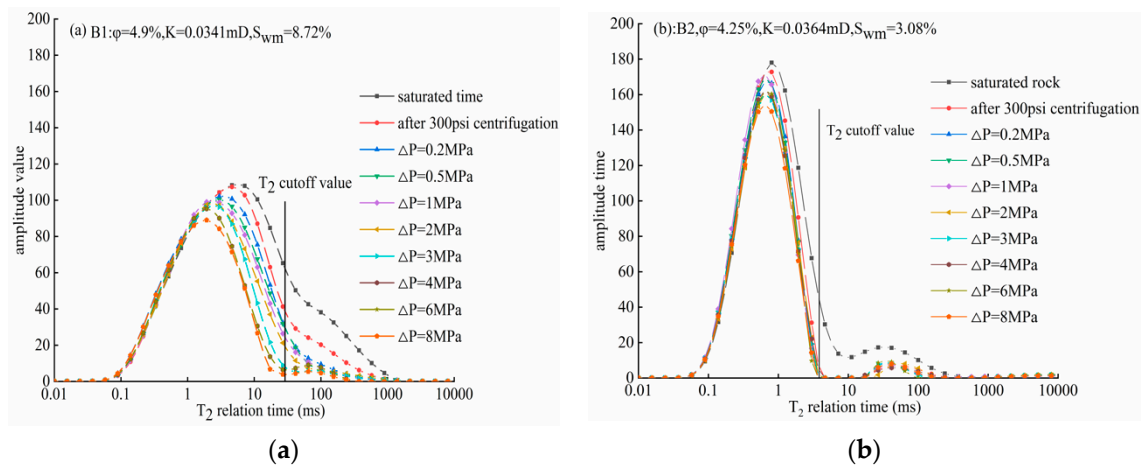 (a) B1:φ=4.9%,K=0.0341mD,Swm=8.72%
200
180
160
140
120
100
80
60
40
20
0
amplitude value
saturated time
after 300psi centrifugation
△P=0.2MPa
△P=0.5MPa
△P=1MPa
△P=2MPa
△P=3MPa
△P=4MPa
△P=6MPa
△P=8MPa
T2 cutoff value
0.01 0.1 1 10 100 1000 10000
T2 relation time (ms)
(a)
(b):B2,φ=4.25%,K=0.0364mD,Swm=3.08%
200
180
160
140
120
100
80
60
40
20
0
amplitude time
saturated rock
after 300psi centrifugation
△P=0.2MPa
△P=0.5MPa
△P=1MPa
△P=2MPa
△P=3MPa
△P=4MPa
△P=6MPa
△P=8MPa
T2 cutoff value
0.01 0.1 1 10 100 1000 10000
T2 relation time (ms)
(b)